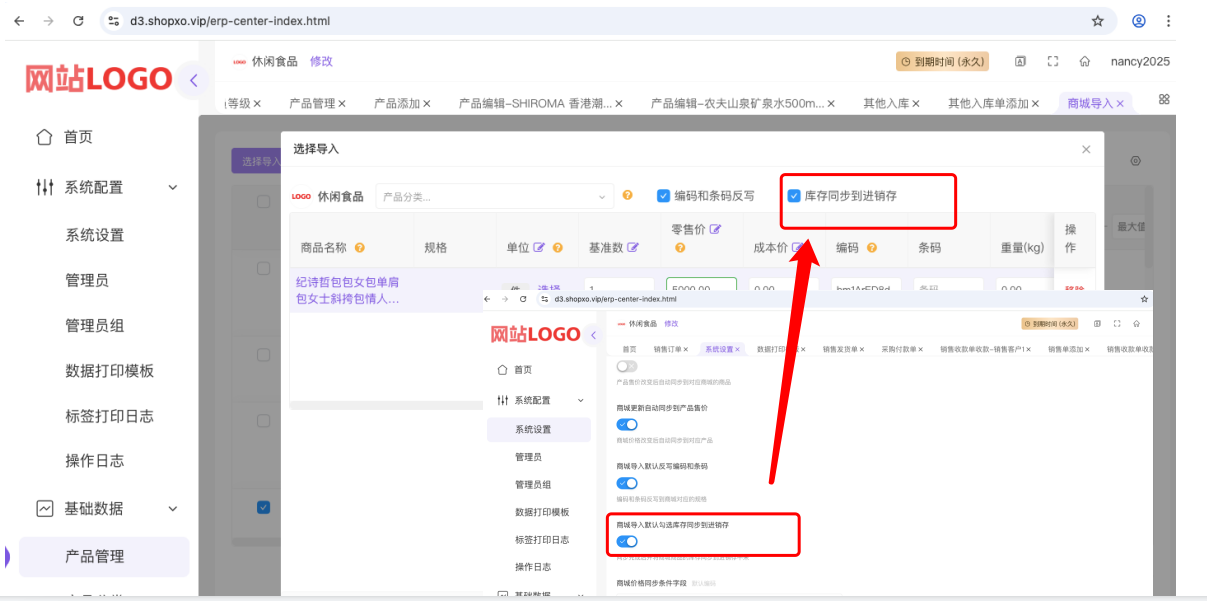 d3.shopxo.vip/erp-center-index.html
网站LOGO
休闲食品 修改
到期时间 (永久)
nancy2025
等级 ×
产品管理 ×
产品添加 ×
产品编辑-SHIROMA 香港潮... ×
产品编辑-农夫山泉矿泉水500m... ×
其他入库 ×
其他入库单添加 ×
商城导入 ×
首页
系统配置
系统设置
管理员
管理员组
数据打印模板
标签打印日志
操作日志
基础数据
产品管理
选择导入
最大值
选择导入
LOGO 休闲食品
产品分类...
编码和条码反写
库存同步到进销存
商品名称
规格
单位
基准数
零售价
成本价
编码
条码
重量(kg)
操作
纪诗哲包包女包单肩
包女士斜挎包情人...
件
选择
1
5000.00
0.00
条码
0.00
移除
d3.shopxo.vip/erp-center-index.html
网站LOGO
休闲食品 修改
到期时间 (永久)
首页
销售订单 ×
系统设置 ×
数据打印
×
销售发货单 ×
采购付款单 ×
销售收款单收款-销售客户1 ×
销售单添加 ×
销售收款单收款
首页
系统配置
系统设置
管理员
管理员组
数据打印模板
标签打印日志
操作日志
基础数据
产品售价改变后自动同步到对应商城的商品
商城更新自动同步到产品售价
商城价格改变后自动同步到对应产品
商城导入默认反写编码和条码
编码和条码反写到商城对应的规格
商城导入默认勾选库存同步到进销存
商城价格同步条件字段 默认编码